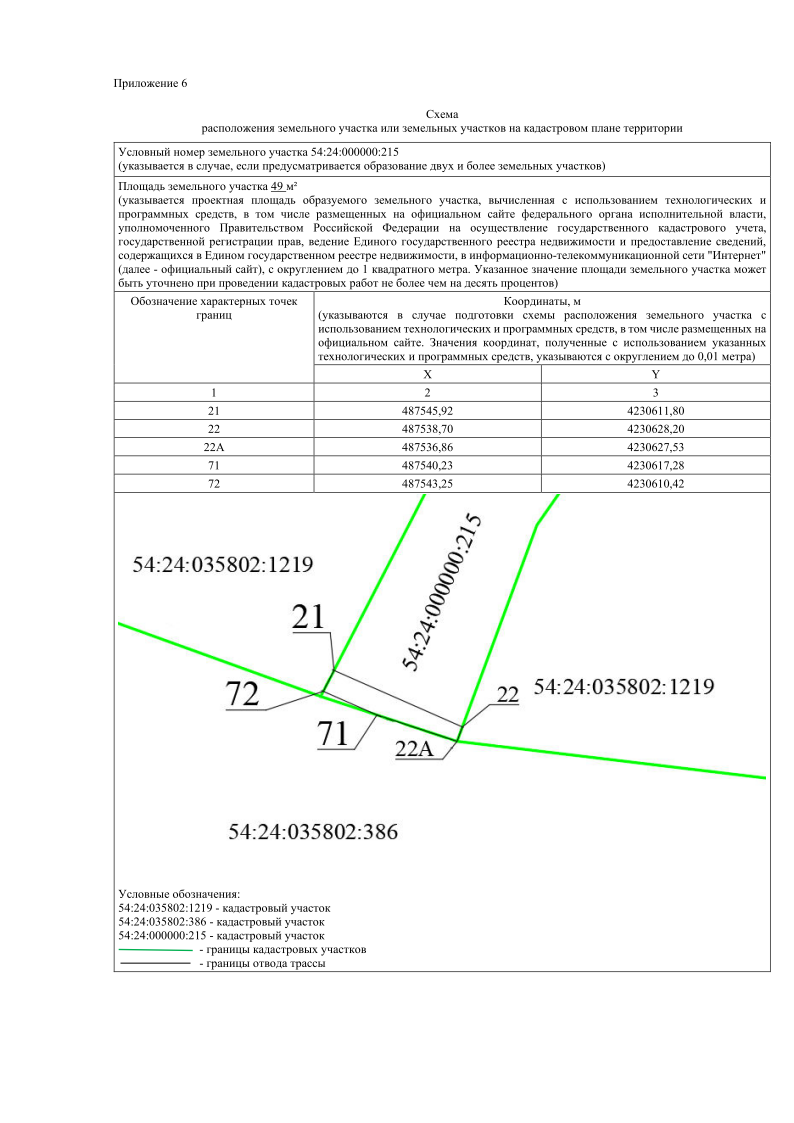 Приложение 6
Схема
расположения земельного участка или земельных участков на кадастровом плане территории
Условный номер земельного участка 54:24:000000:215
(указывается в случае, если предусматривается образование двух и более земельных участков)
Площадь земельного участка 49 м²
(указывается проектная площадь образуемого земельного участка, вычисленная с использованием технологических и
программных средств, в том числе размещенных на официальном сайте федерального органа исполнительной власти,
уполномоченного Правительством Российской Федерации на осуществление государственного кадастрового учета,
государственной регистрации прав, ведение Единого государственного реестра недвижимости и предоставление сведений,
содержащихся в Едином государственном реестре недвижимости, в информационно-телекоммуникационной сети "Интернет"
(далее - официальный сайт), с округлением до 1 квадратного метра. Указанное значение площади земельного участка может
быть уточнено при проведении кадастровых работ не более чем на десять процентов)
Обозначение характерных точек
границ
Координаты, м
(указываются в случае подготовки схемы расположения земельного участка с
использованием технологических и программных средств, в том числе размещенных на
официальном сайте. Значения координат, полученные с использованием указанных
технологических и программных средств, указываются с округлением до 0,01 метра)
X Y
1 2 3
21 487545,92 4230611,80
22 487538,70 4230628,20
22А 487536,86 4230627,53
71 487540,23 4230617,28
72 487543,25 4230610,42
54:24:000000:215
54:24:035802:1219
21
72
22
54:24:035802:1219
71
22А
54:24:035802:386
Условные обозначения:
54:24:035802:1219 - кадастровый участок
54:24:035802:386 - кадастровый участок
54:24:000000:215 - кадастровый участок
- границы кадастровых участков
- границы отвода трассы